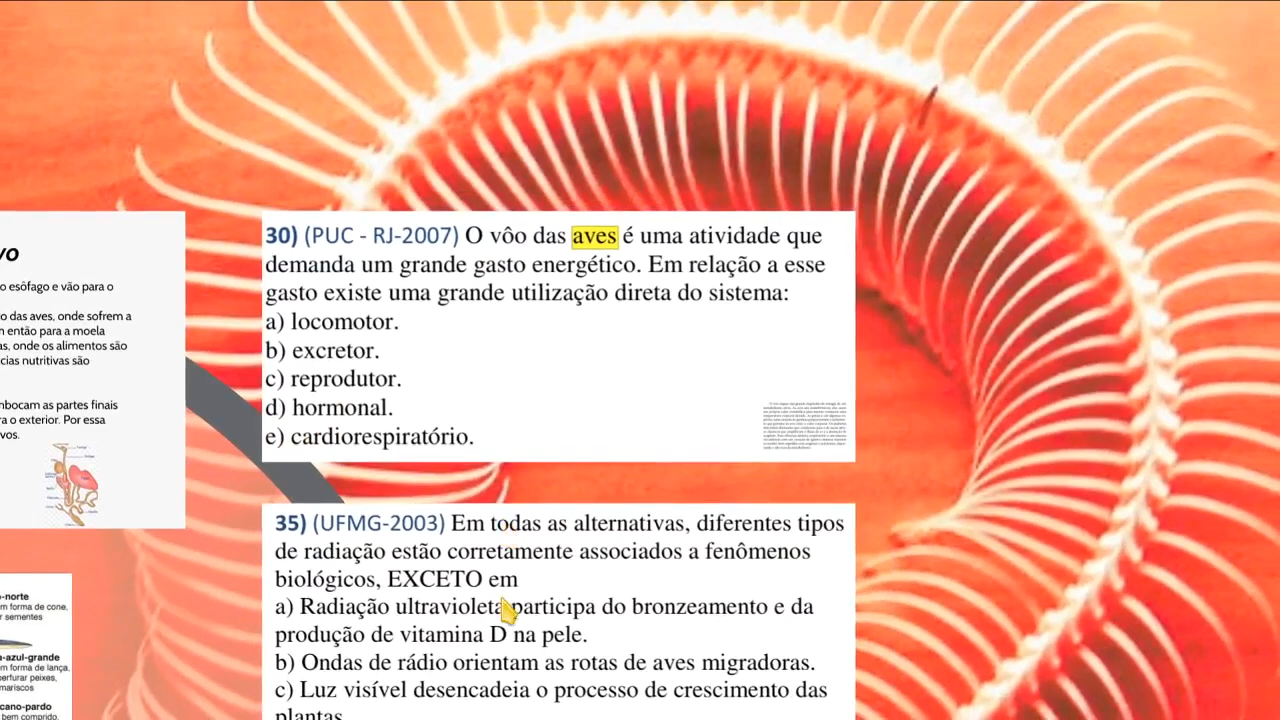 vo
o esôfago e vão para o
o das aves, onde sofrem a
n então para a moela
as, onde os alimentos são
cias nutritivas são
nbocam as partes finais
ra o exterior. Por essa
vos.
o-norte
m forma de cone,
r sementes
a-azul-grande
m forma de lança,
erfurar peixes,
mariscos
cano-pardo
bem comprido,
30) (PUC - RJ-2007) O vôo das aves é uma atividade que
demanda um grande gasto energético. Em relação a esse
gasto existe uma grande utilização direta do sistema:
a) locomotor.
b) excretor.
c) reprodutor.
d) hormonal.
e) cardiorespiratório.
35) (UFMG-2003) Em todas as alternativas, diferentes tipos
de radiação estão corretamente associados a fenômenos
biológicos, EXCETO em
a) Radiação ultravioleta participa do bronzeamento e da
produção de vitamina D na pele.
b) Ondas de rádio orientam as rotas de aves migradoras.
c) Luz visível desencadeia o processo de crescimento das
plantas